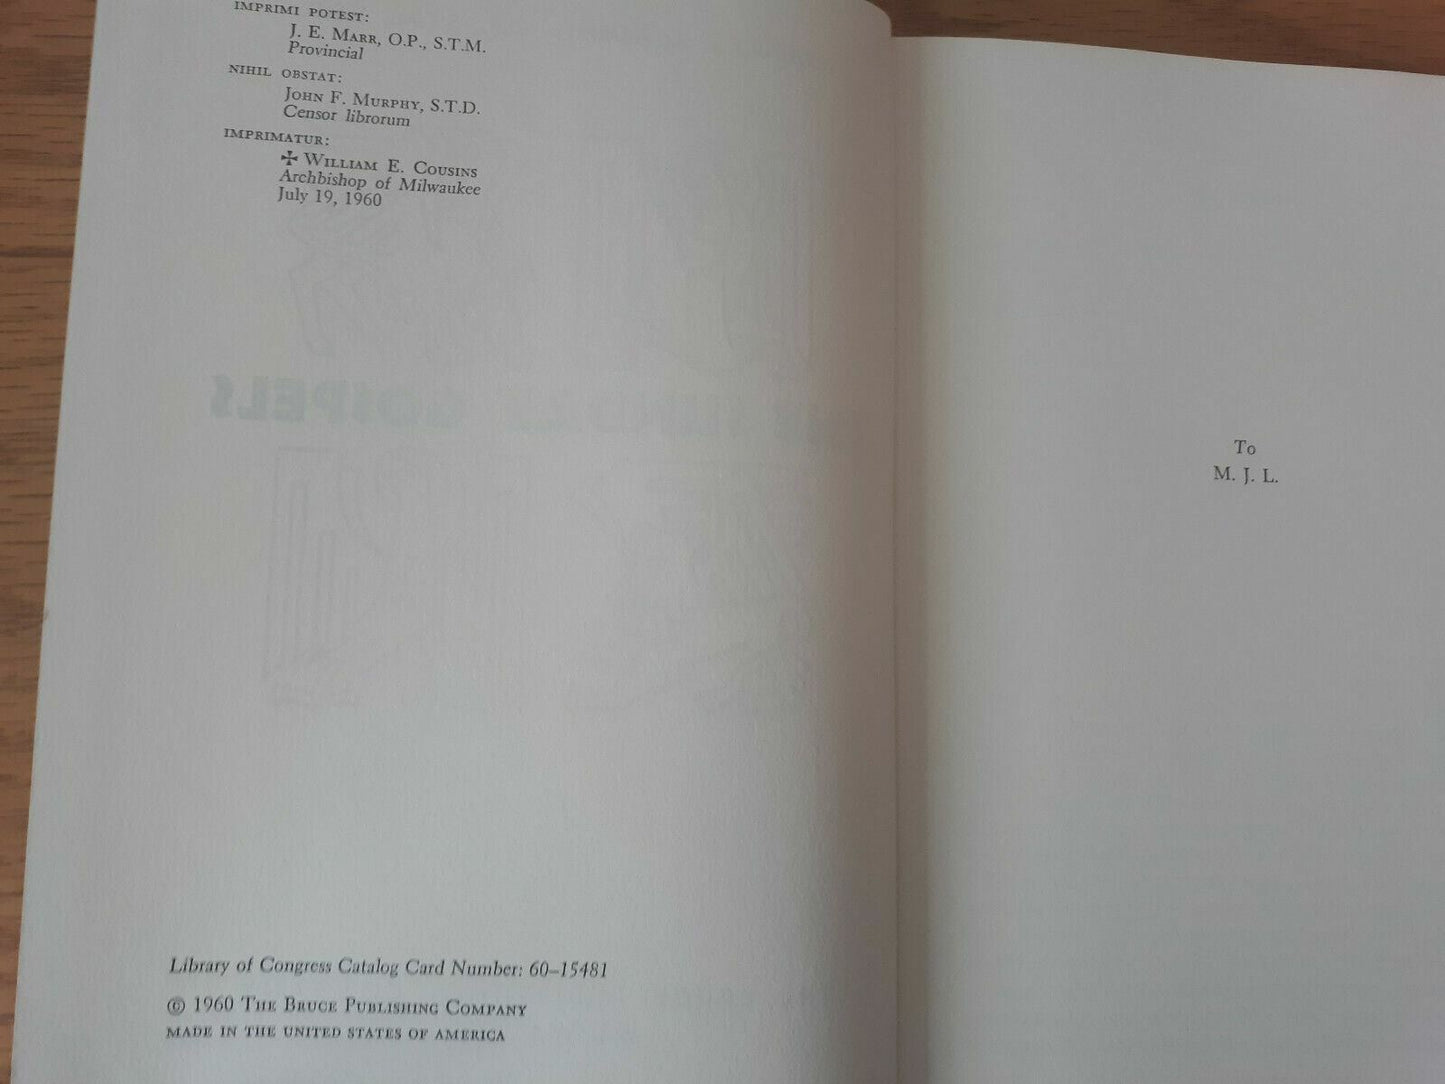 IMPRIMI POTEST:
J. E. MARR, O.P., S.T.M.
Provincial
NIHIL OBSTAT:
JOHN F. MURPHY, S.T.D.
Censor librorum
IMPRIMATUR:
✠ WILLIAM E. COUSINS
Archbishop of Milwaukee
July 19, 1960
GOSPELS
Library of Congress Catalog Card Number: 60–15481
© 1960 THE BRUCE PUBLISHING COMPANY
MADE IN THE UNITED STATES OF AMERICA
To
M. J. L.